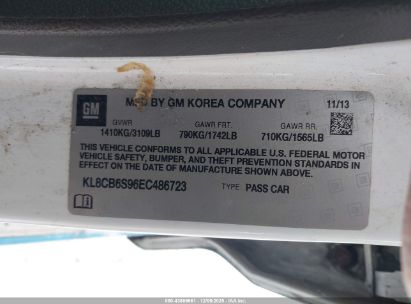 GM
MFD BY GM KOREA COMPANY 11/13
GVWR GAWR FRT. GAWR RR.
1410KG/3109LB 790KG/1742LB 710KG/1565LB
THIS VEHICLE CONFORMS TO ALL APPLICABLE U.S. FEDERAL MOTOR
VEHICLE SAFETY, BUMPER, AND THEFT PREVENTION STANDARDS IN
EFFECT ON THE DATE OF MANUFACTURE SHOWN ABOVE.
KL8CB6S96EC486723 TYPE: PASS CAR